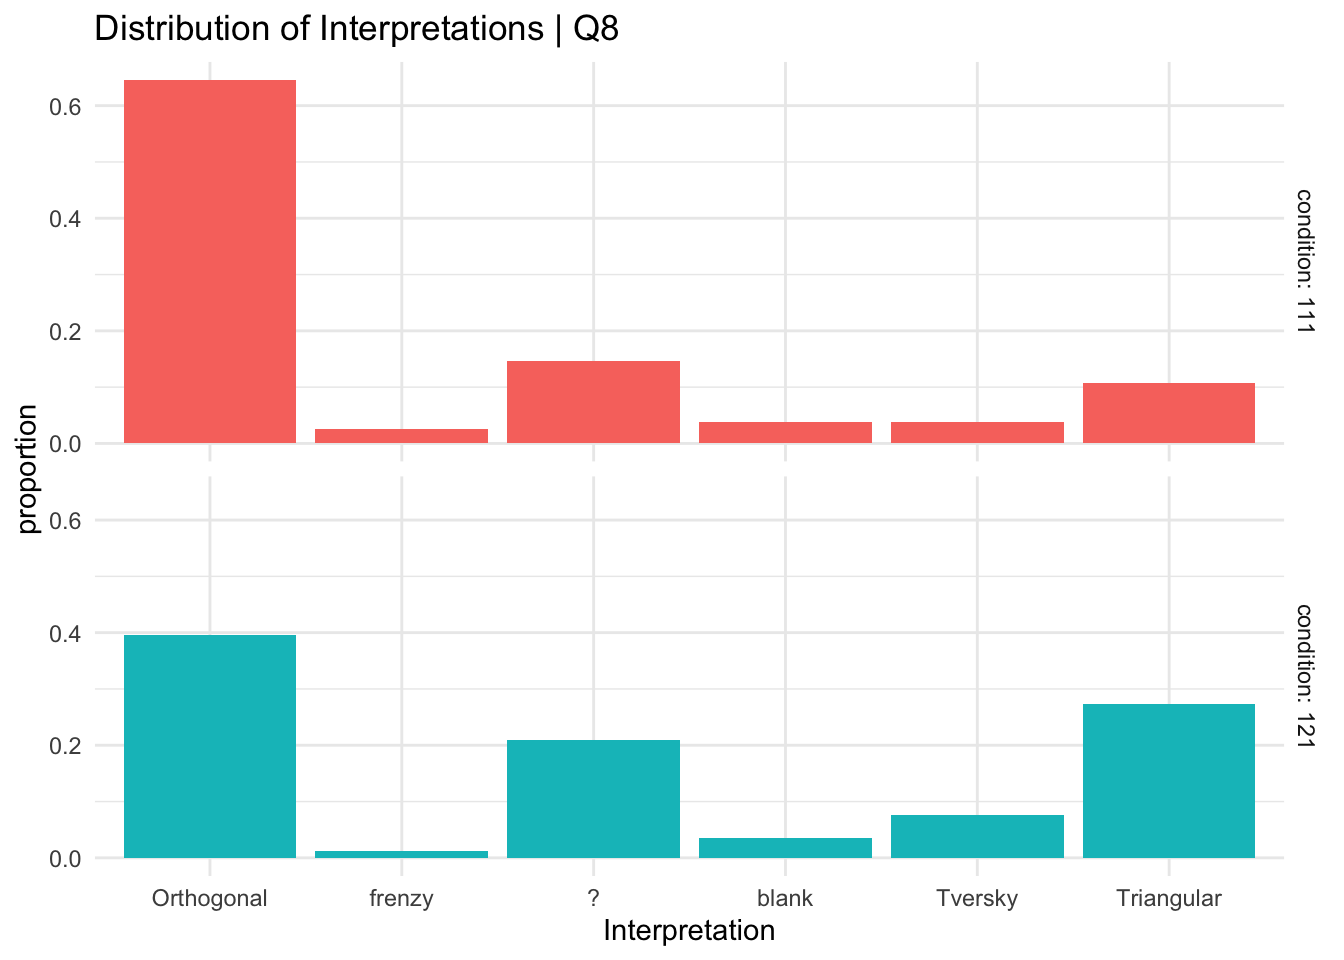 Distribution of Interpretations | Q8
0.6
0.4
0.2
0.0
condition: 111
proportion
0.6
0.4
0.2
0.0
condition: 121
Orthogonal frenzy ? blank Tversky Triangular
Interpretation